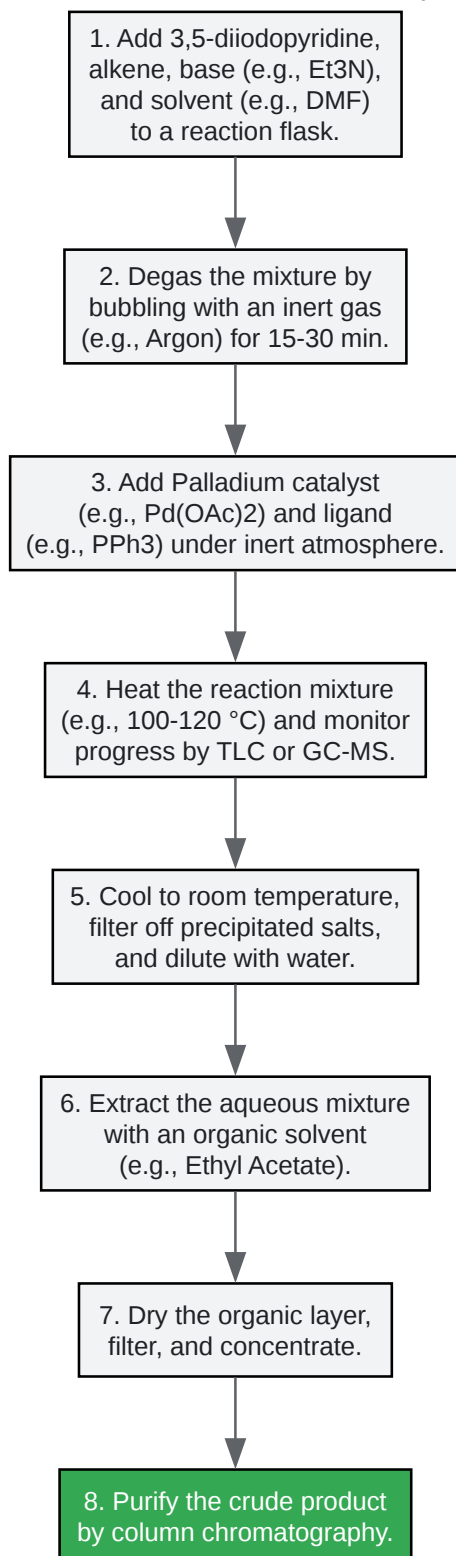 1. Add 3,5-diiodopyridine,
alkene, base (e.g., Et3N),
and solvent (e.g., DMF)
to a reaction flask.
2. Degas the mixture by
bubbling with an inert gas
(e.g., Argon) for 15-30 min.
3. Add Palladium catalyst
(e.g., Pd(OAc)2) and ligand
(e.g., PPh3) under inert atmosphere.
4. Heat the reaction mixture
(e.g., 100-120 °C) and monitor
progress by TLC or GC-MS.
5. Cool to room temperature,
filter off precipitated salts,
and dilute with water.
6. Extract the aqueous mixture
with an organic solvent
(e.g., Ethyl Acetate).
7. Dry the organic layer,
filter, and concentrate.
8. Purify the crude product
by column chromatography.